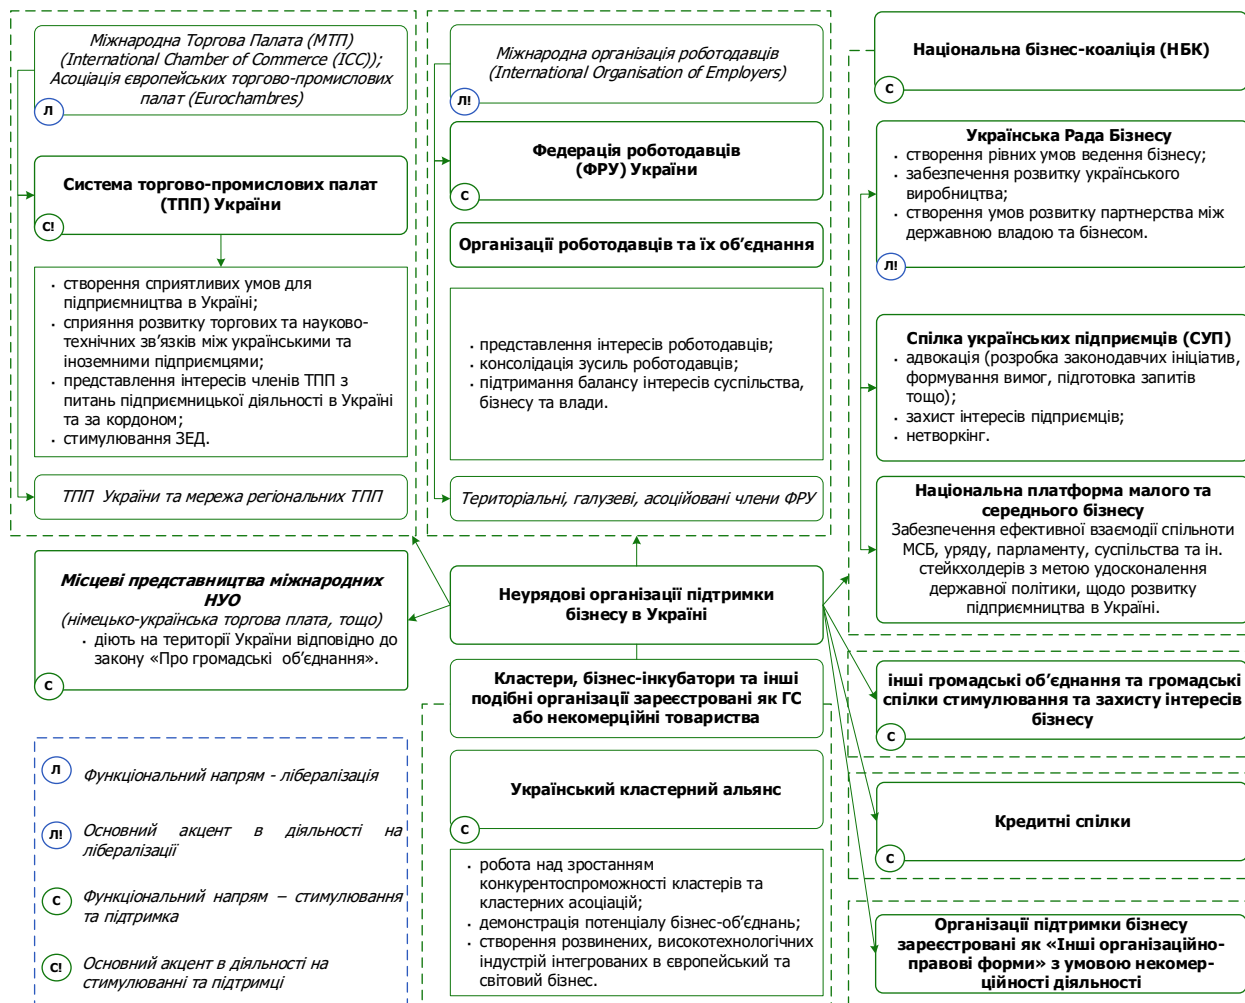 Міжнародна Торгова Палата (МТП)
(International Chamber of Commerce (ICC));
Асоціація європейських торгово-промислових
палат (Eurochambres)
Л
Система торгово-промислових палат
(ТПП) України
С!
· створення сприятливих умов для
підприємництва в Україні;
· сприяння розвитку торгових та науково-
технічних зв’язків між українськими та
іноземними підприємцями;
· представлення інтересів членів ТПП з
питань підприємницької діяльності в Україні
та за кордоном;
· стимулювання ЗЕД.
ТПП України та мережа регіональних ТПП
Міжнародна організація роботодавців
(International Organisation of Employers)
Л!
Федерація роботодавців
(ФРУ) України
С
Організації роботодавців та їх об’єднання
· представлення інтересів роботодавців;
· консолідація зусиль роботодавців;
· підтримання балансу інтересів суспільства,
бізнесу та влади.
Територіальні, галузеві, асоційовані члени ФРУ
Національна бізнес-коаліція (НБК)
С
Українська Рада Бізнесу
· створення рівних умов ведення бізнесу;
· забезпечення розвитку українського
виробництва;
· створення умов розвитку партнерства між
державною владою та бізнесом.
Л!
Спілка українських підприємців (СУП)
· адвокація (розробка законодавчих ініціатив,
формування вимог, підготовка запитів
тощо);
· захист інтересів підприємців;
· нетворкінг.
Національна платформа малого та
середнього бізнесу
Забезпечення ефективної взаємодії спільноти
МСБ, уряду, парламенту, суспільства та ін.
стейкхолдерів з метою удосконалення
державної політики, щодо розвитку
підприємництва в Україні.
Місцеві представництва міжнародних
НУО
(німецько-українська торгова плата, тощо)
· діють на території України відповідно до
закону «Про громадські об’єднання».
С
Неурядові організації підтримки
бізнесу в Україні
Кластери, бізнес-інкубатори та інші
подібні організації зареєстровані як ГС
або некомерційні товариства
Український кластерний альянс
С
· робота над зростанням
конкурентоспроможності кластерів та
кластерних асоціацій;
· демонстрація потенціалу бізнес-об’єднань;
· створення розвинених, високотехнологічних
індустрій інтегрованих в європейський та
світовий бізнес.
інші громадські об’єднання та громадські
спілки стимулювання та захисту інтересів
бізнесу
С
Кредитні спілки
С
Організації підтримки бізнесу
зареєстровані як «Інші організаційно-
правові форми» з умовою некомер-
ційності діяльності
Л
Функціональний напрям - лібералізація
Л!
Основний акцент в діяльності на
лібералізації
С
Функціональний напрям – стимулювання
та підтримка
С!
Основний акцент в діяльності на
стимулюванні та підтримці